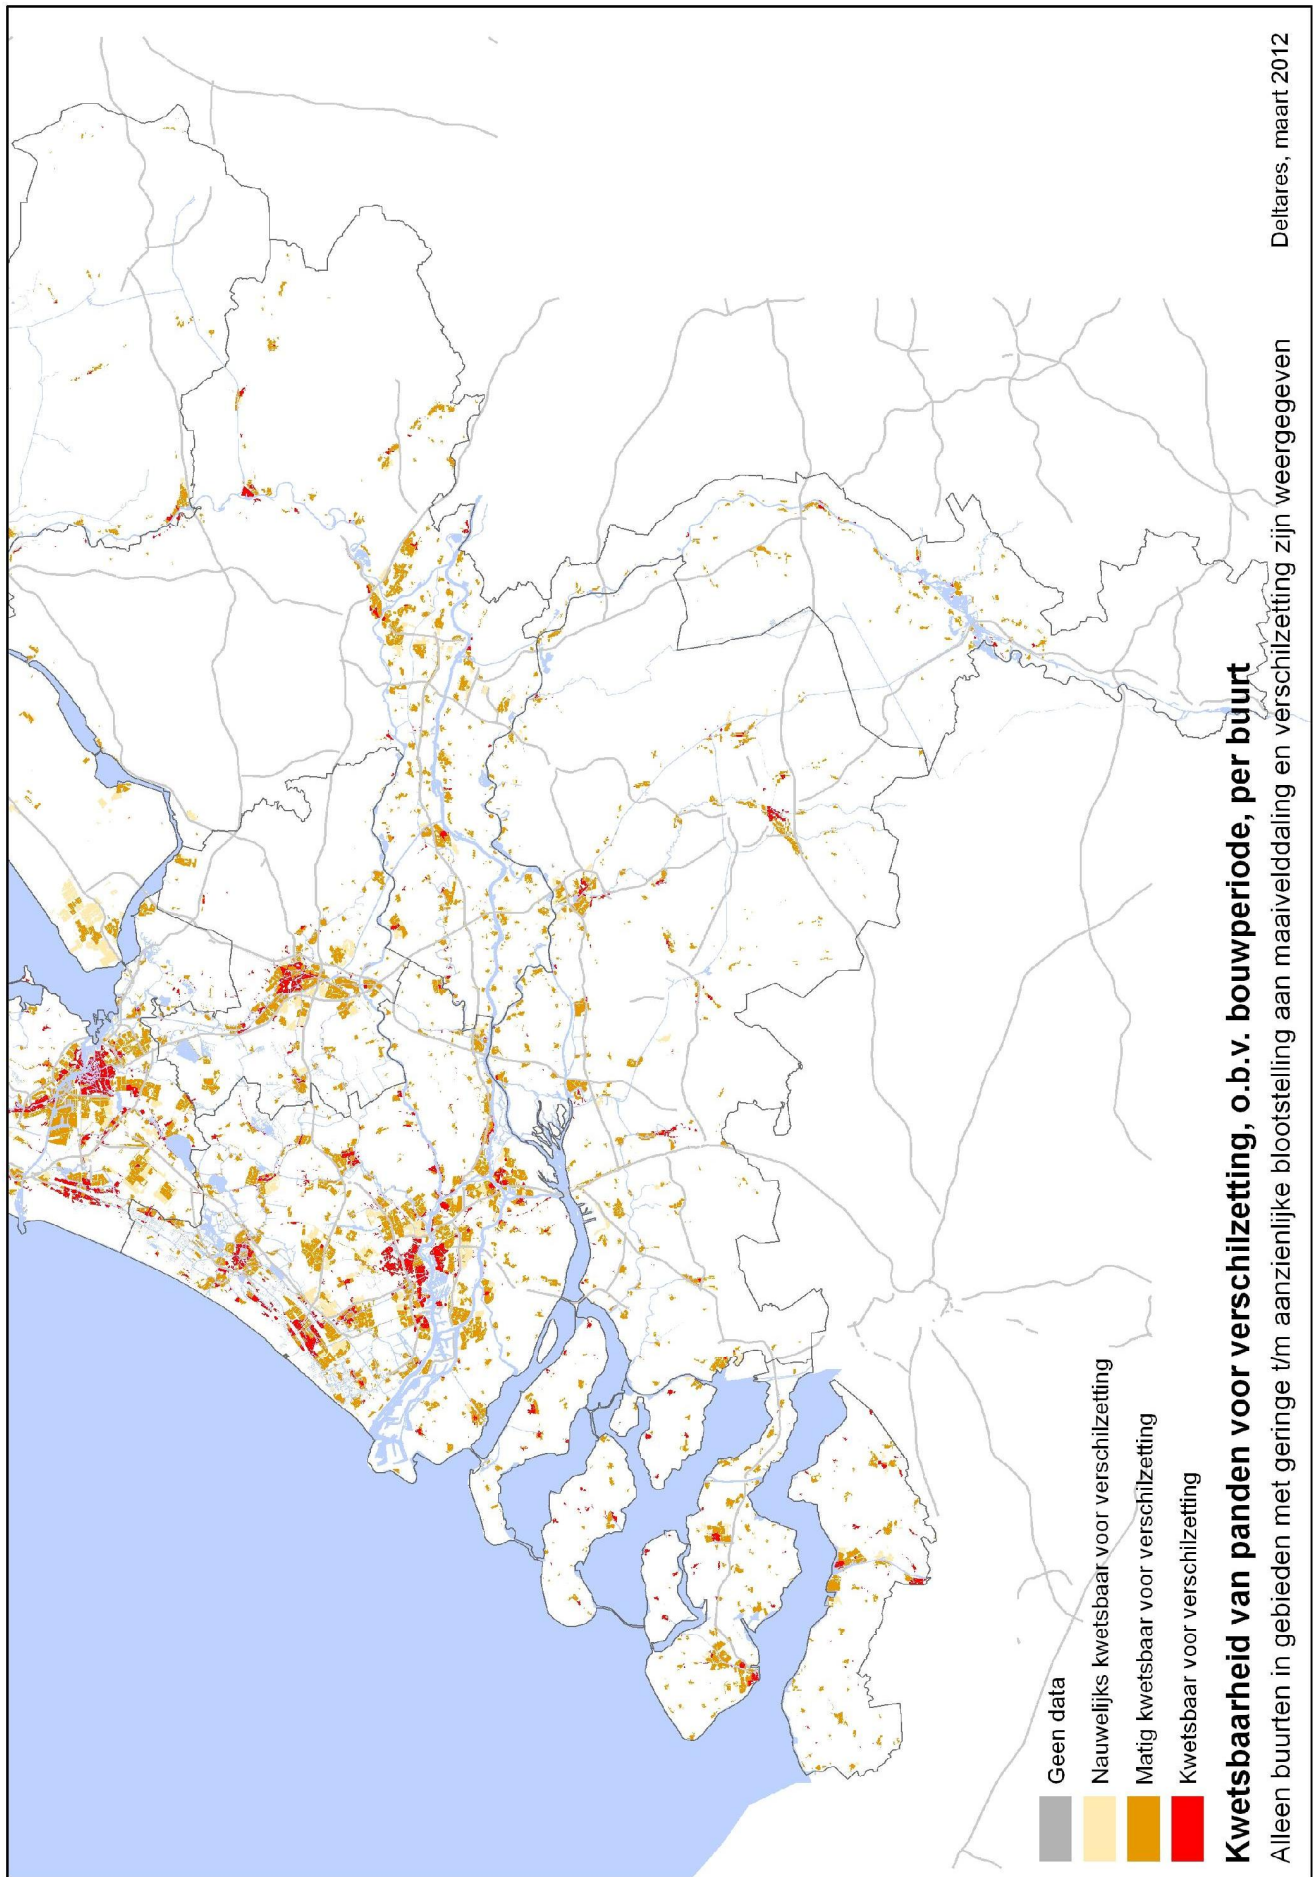 Geen data
Nauwelijks kwetsbaar voor verschilzetting
Matig kwetsbaar voor verschilzetting
Kwetsbaar voor verschilzetting
Kwetsbaarheid van panden voor verschilzetting, o.b.v. bouwperiode, per buurt
Alleen buurten in gebieden met geringe t/m aanzienlijke blootstelling aan maaivelddaling en verschilzetting zijn weergegeven
Deltares, maart 2012